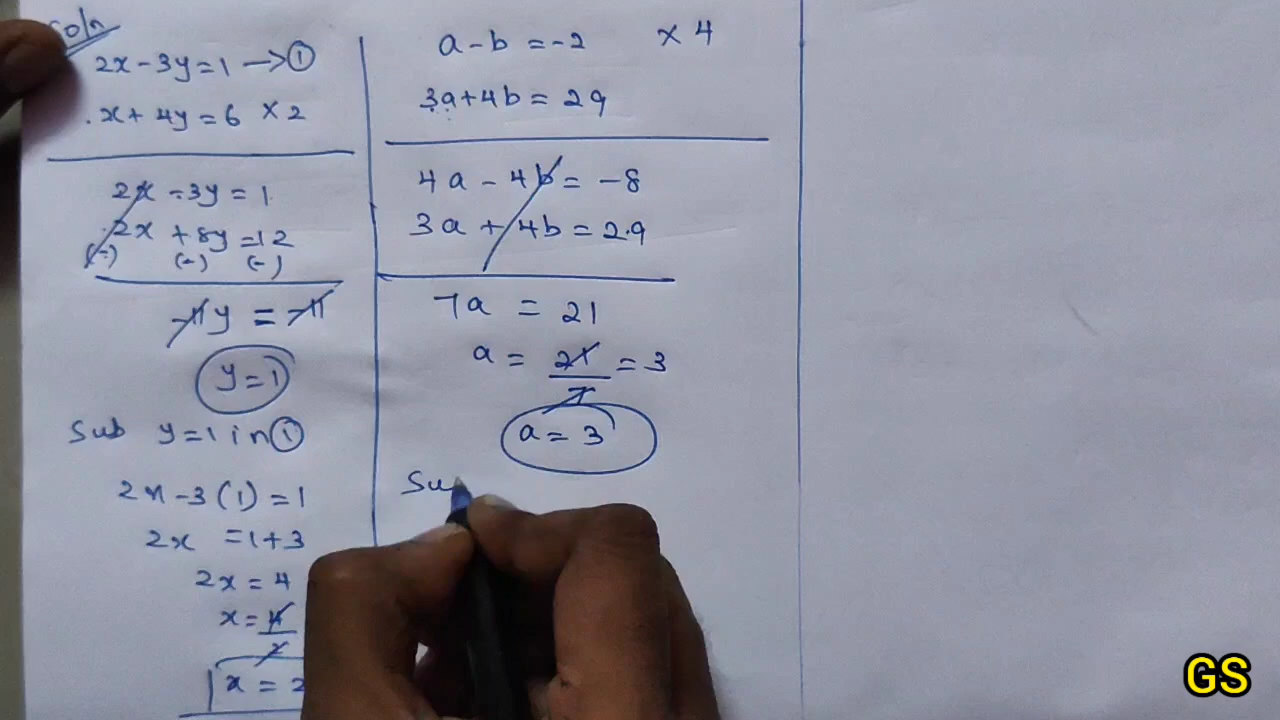 Soln
2x - 3y = 1 → ①
x + 4y = 6 × 2
2x - 3y = 1
2x + 8y = 12
(-) (-) (-)
-11y = -11
y = 1
Sub y = 1 in ①
2x - 3(1) = 1
2x = 1 + 3
2x = 4
x = 4/2
x = 2
a - b = -2 × 4
3a + 4b = 29
4a - 4b = -8
3a + 4b = 29
7a = 21
a = 21/7 = 3
a = 3
Su
GS